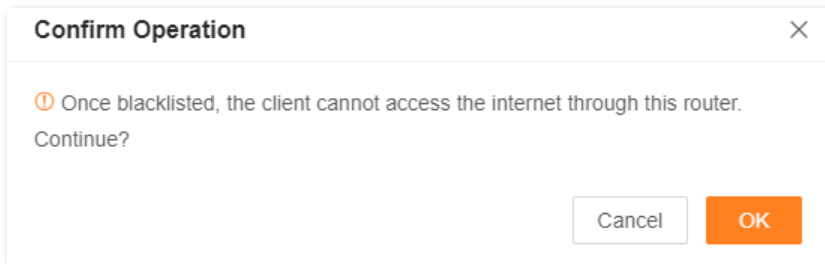 Confirm Operation
Once blacklisted, the client cannot access the internet through this router.
Continue?
Cancel OK